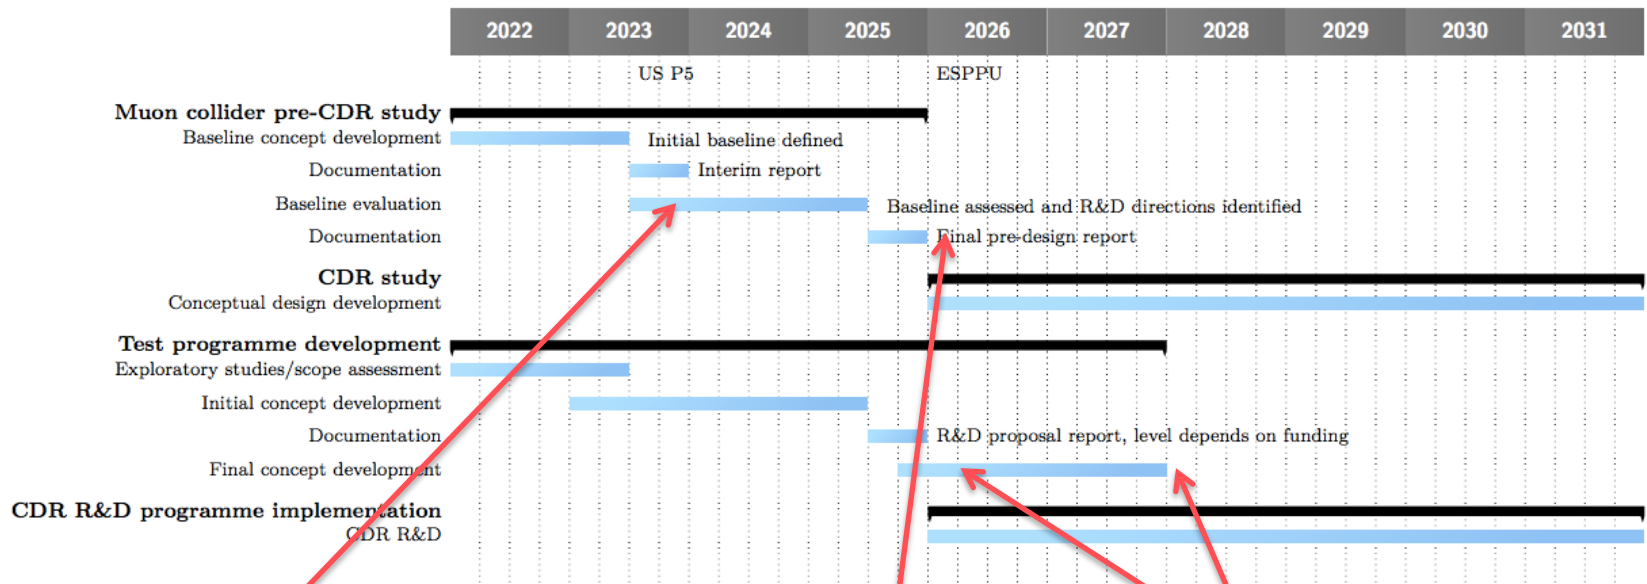 2022 2023 2024 2025 2026 2027 2028 2029 2030 2031
US P5 ESPPU
Muon collider pre-CDR study
Baseline concept development Initial baseline defined
Documentation Interim report
Baseline evaluation Baseline assessed and R&D directions identified
Documentation Final pre-design report
CDR study
Conceptual design development
Test programme development
Exploratory studies/scope assessment
Initial concept development
Documentation R&D proposal report, level depends on funding
Final concept development
CDR R&D programme implementation
CDR R&D